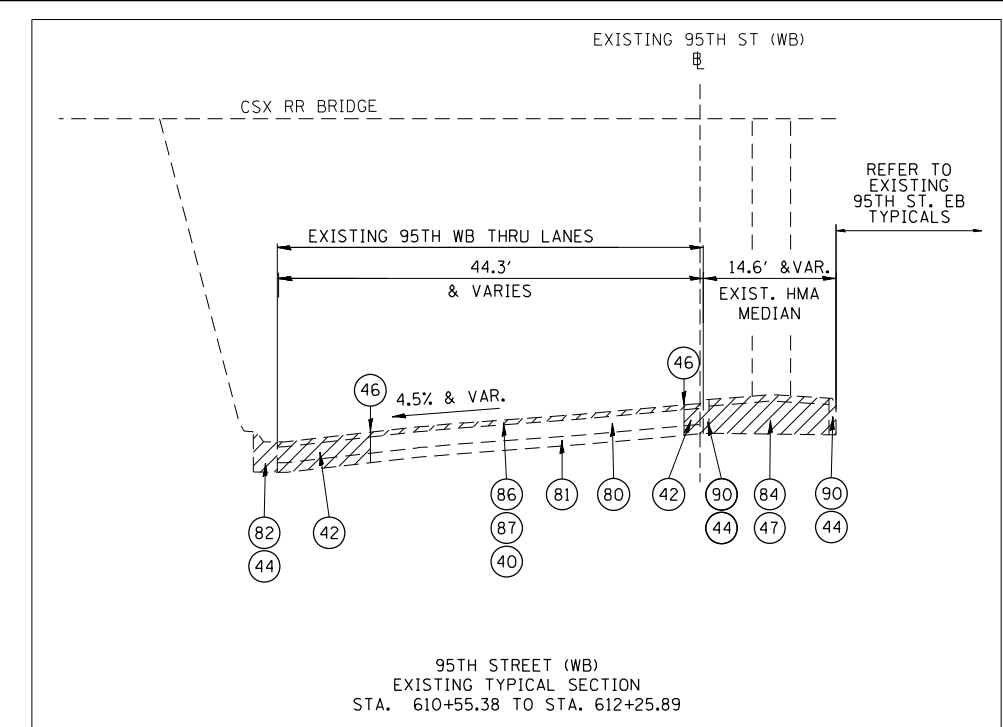 EXISTING 95TH ST (WB)
℄
CSX RR BRIDGE
REFER TO
EXISTING
95TH ST. EB
TYPICALS
EXISTING 95TH WB THRU LANES
44.3'
& VARIES
14.6' &VAR.
EXIST. HMA
MEDIAN
46
46
4.5% & VAR.
82
44
42
86
87
40
81
80
42
90
44
84
47
90
44
95TH STREET (WB)
EXISTING TYPICAL SECTION
STA. 610+55.38 TO STA. 612+25.89